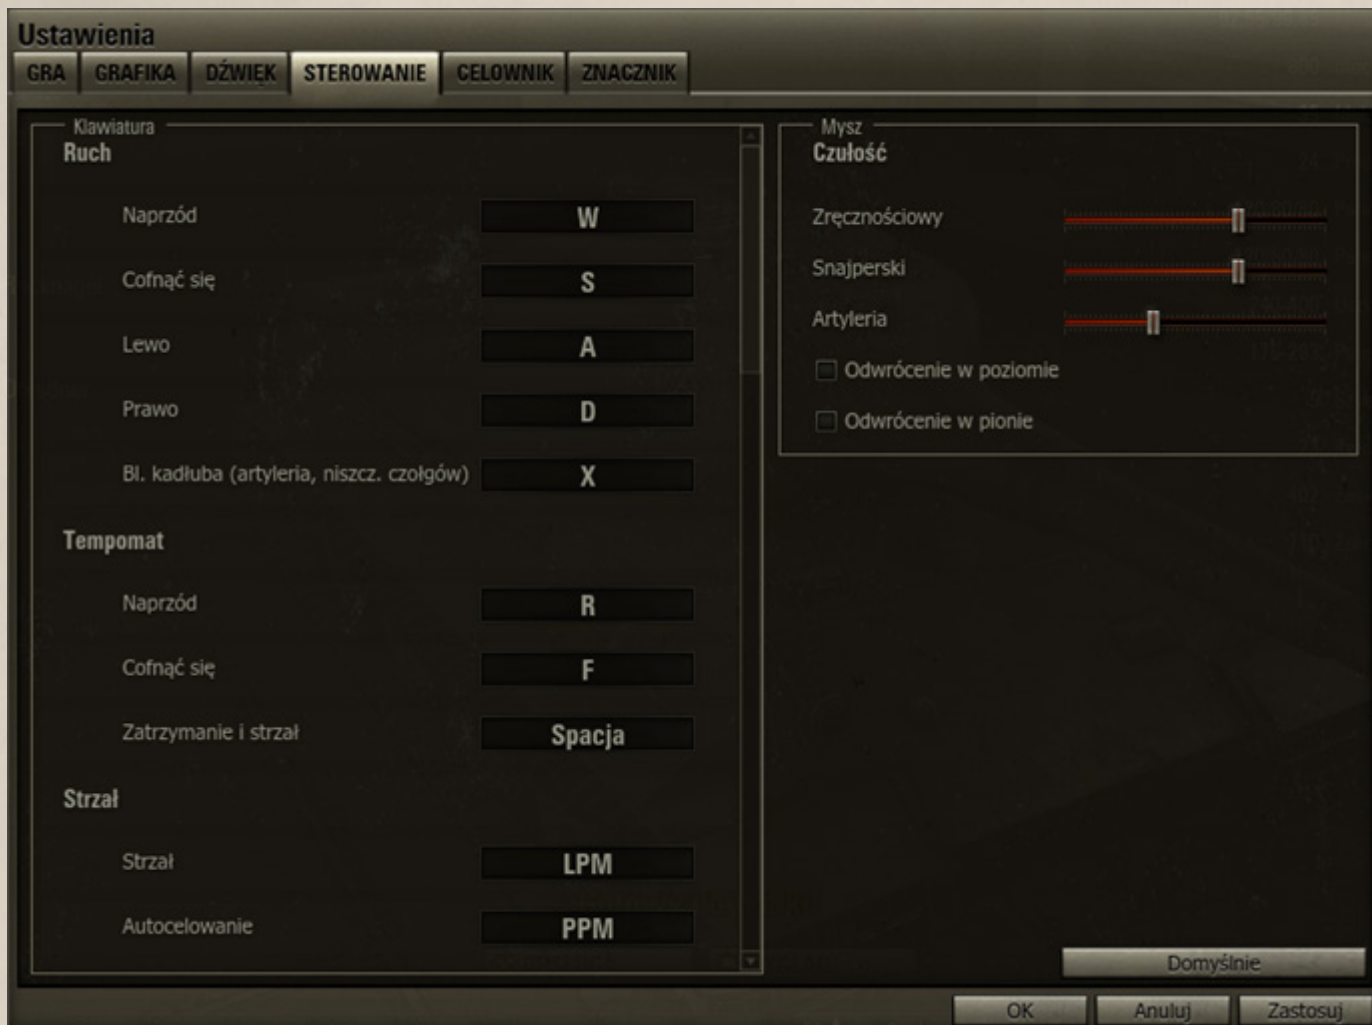 Ustawienia
GRA GRAFIKA DŹWIĘK STEROWANIE CELOWNIK ZNACZNIK
Klawiatura
Ruch
Naprzód W
Cofnąć się S
Lewo A
Prawo D
Bl. kadłuba (artyleria, niszcz. czołgów) X
Tempomat
Naprzód R
Cofnąć się F
Zatrzymanie i strzał Spacja
Strzał
Strzał LPM
Autocelowanie PPM
Mysz
Czułość
Zręcznościowy
Snajperski
Artyleria
Odwrócenie w poziomie
Odwrócenie w pionie
Domyślnie
OK Anuluj Zastosuj